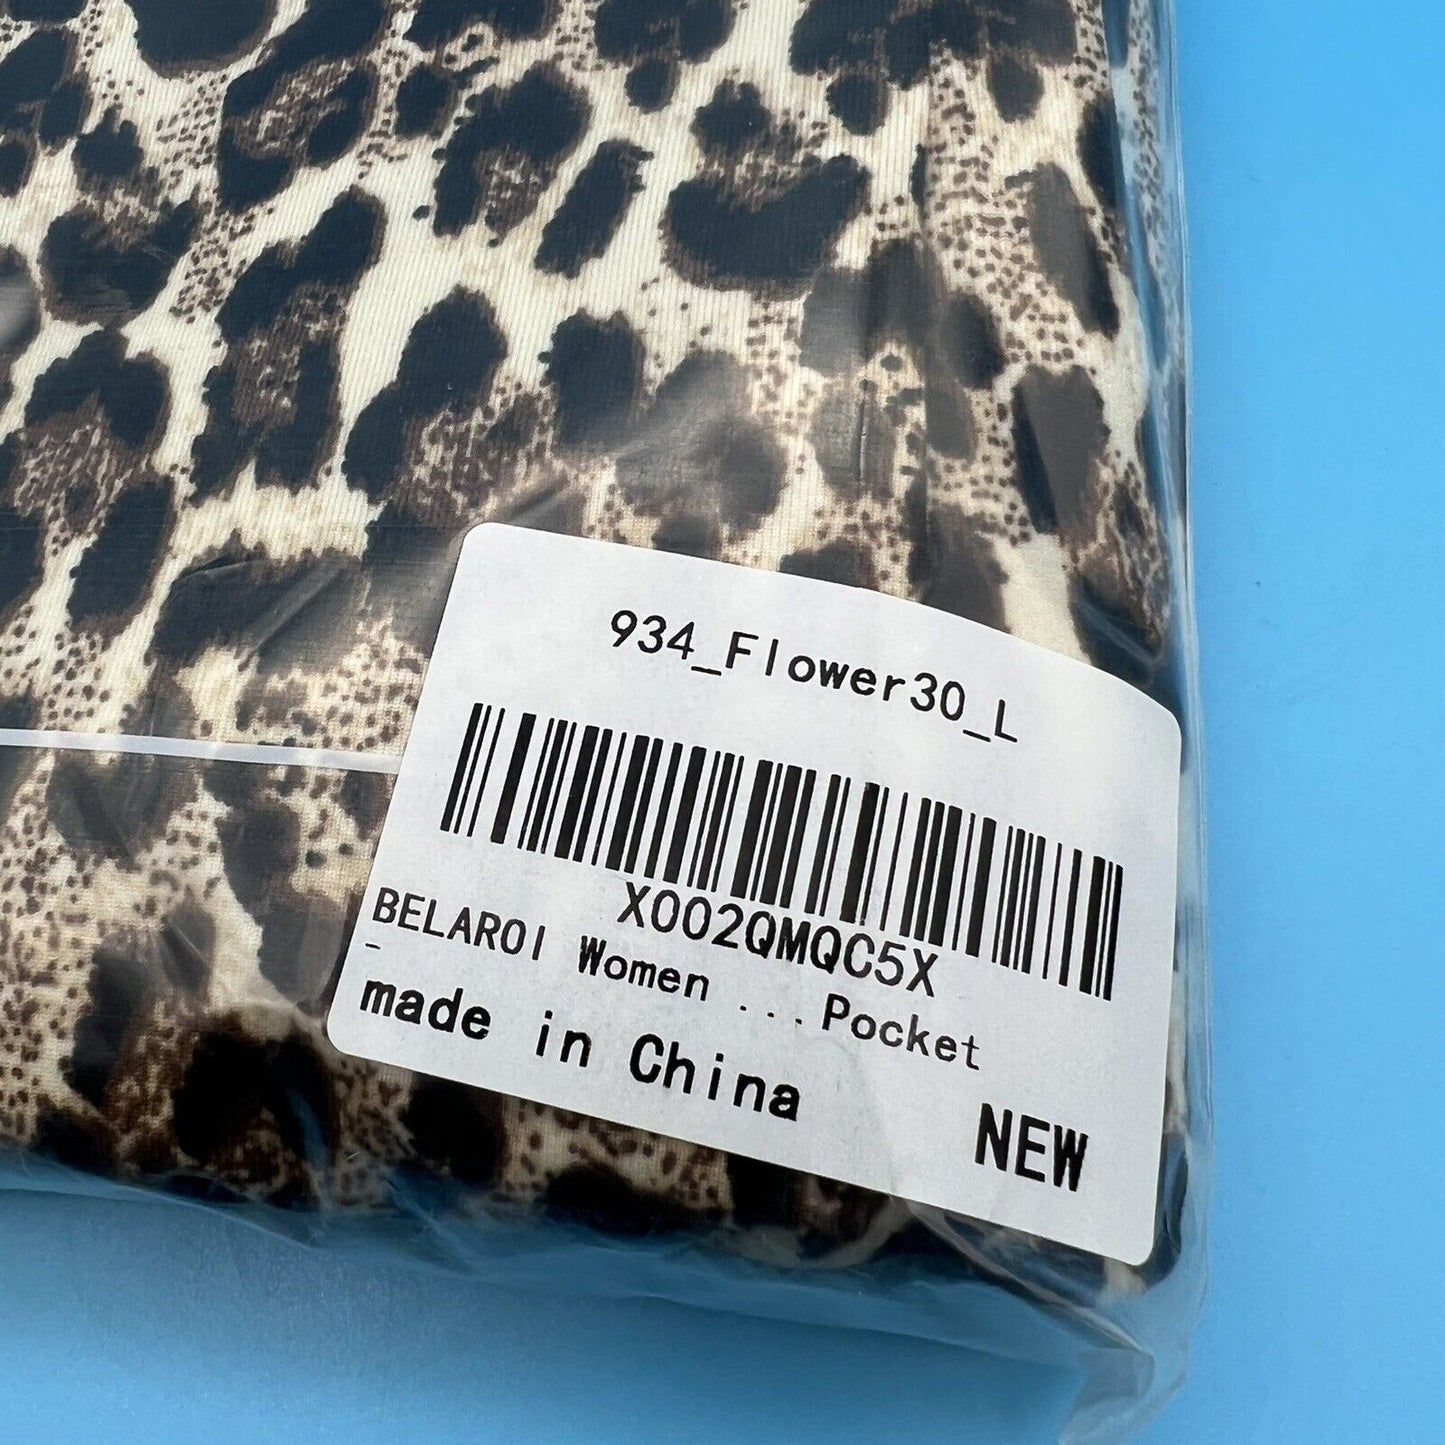 934_Flower30_L
X002QMQC5X
BELAROI Women ...Pocket
-
made in China
NEW